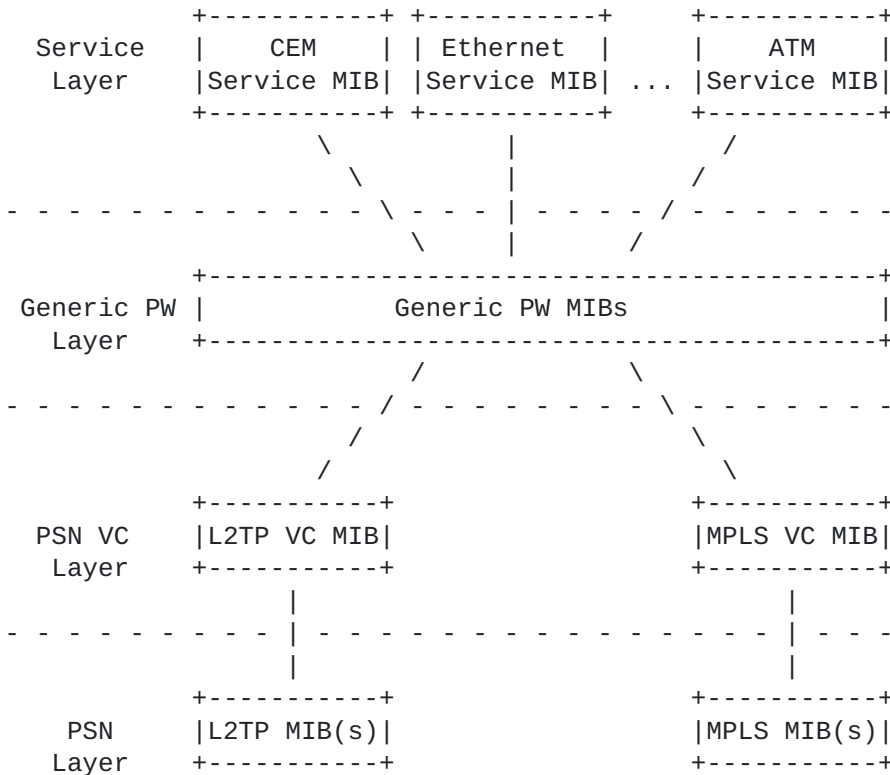 Service | CEM | | Ethernet | | ATM |
Layer |Service MIB| |Service MIB| ... |Service MIB|
Generic PW | Generic PW MIBs |
Layer
PSN VC |L2TP VC MIB| |MPLS VC MIB|
Layer
PSN |L2TP MIB(s)| |MPLS MIB(s)|
Layer